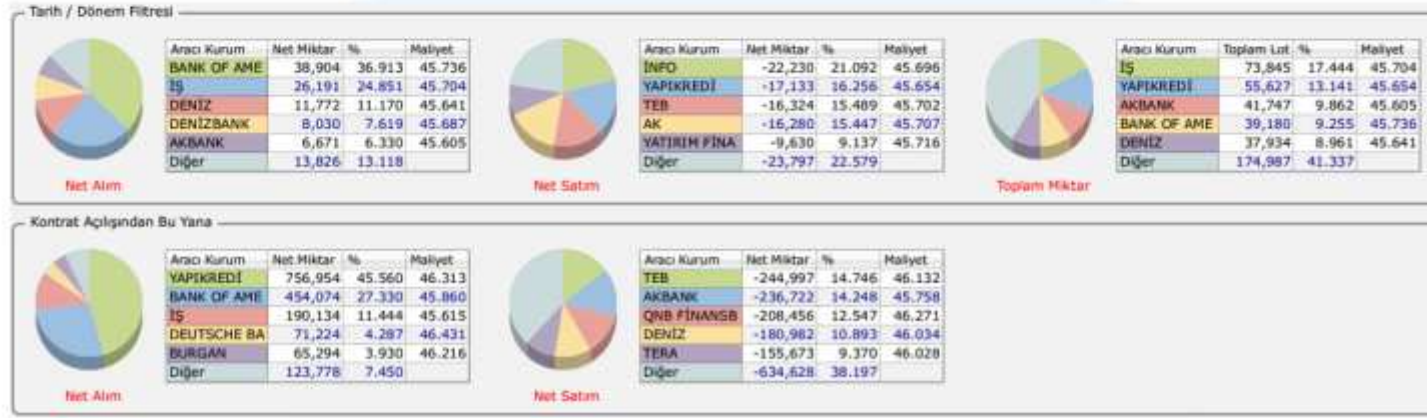 Tarih / Dönem Filtresi
Aracı Kurum Net Miktar % Maliyet
BANK OF AME 38,904 36.913 45.736
İŞ 26,191 24.851 45.704
DENİZ 11,772 11.170 45.641
DENİZBANK 8,030 7.619 45.687
AKBANK 6,671 6.330 45.605
Diğer 13,826 13.118
Net Alım
Aracı Kurum Net Miktar % Maliyet
İNFO -22,230 21.092 45.696
YAPIKREDİ -17,133 16.256 45.654
TEB -16,324 15.489 45.702
AK -16,280 15.447 45.707
YATIRIM FİNA -9,630 9.137 45.716
Diğer -23,797 22.579
Net Satım
Aracı Kurum Toplam Lot % Maliyet
İŞ 73,845 17.444 45.704
YAPIKREDİ 55,627 13.141 45.654
AKBANK 41,747 9.862 45.605
BANK OF AME 39,180 9.255 45.736
DENİZ 37,934 8.961 45.641
Diğer 174,987 41.337
Toplam Miktar
Kontrat Açılışından Bu Yana
Aracı Kurum Net Miktar % Maliyet
YAPIKREDİ 756,954 45.560 46.313
BANK OF AME 454,074 27.330 45.860
İŞ 190,134 11.444 45.615
DEUTSCHE BA 71,224 4.287 46.431
BURGAN 65,294 3.930 46.216
Diğer 123,778 7.450
Net Alım
Aracı Kurum Net Miktar % Maliyet
TEB -244,997 14.746 46.132
AKBANK -236,722 14.248 45.758
QNB FİNANSB -208,456 12.547 46.271
DENİZ -180,982 10.893 46.034
TERA -155,673 9.370 46.028
Diğer -634,628 38.197
Net Satım